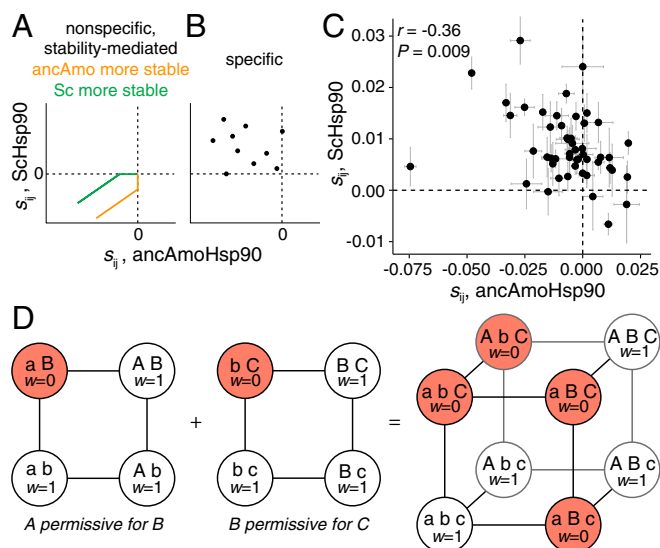 A
nonspecific,
stability-mediated
ancAmo more stable
Sc more stable
0
0
s_ij, ScHsp90
s_ij, ancAmoHsp90
B
specific
0
C
r = -0.36
P = 0.009
0.03
0.02
0.01
0.00
-0.01
-0.075
-0.050
-0.025
0.000
0.025
s_ij, ScHsp90
s_ij, ancAmoHsp90
D
a B
w=0
A B
w=1
a b
w=1
A b
w=1
A permissive for B
+
b C
w=0
B C
w=1
b c
w=1
B c
w=1
B permissive for C
=
A b C
w=0
A B C
w=1
a b C
w=0
a B C
w=0
A b c
w=1
A B c
w=1
a b c
w=1
a B c
w=0